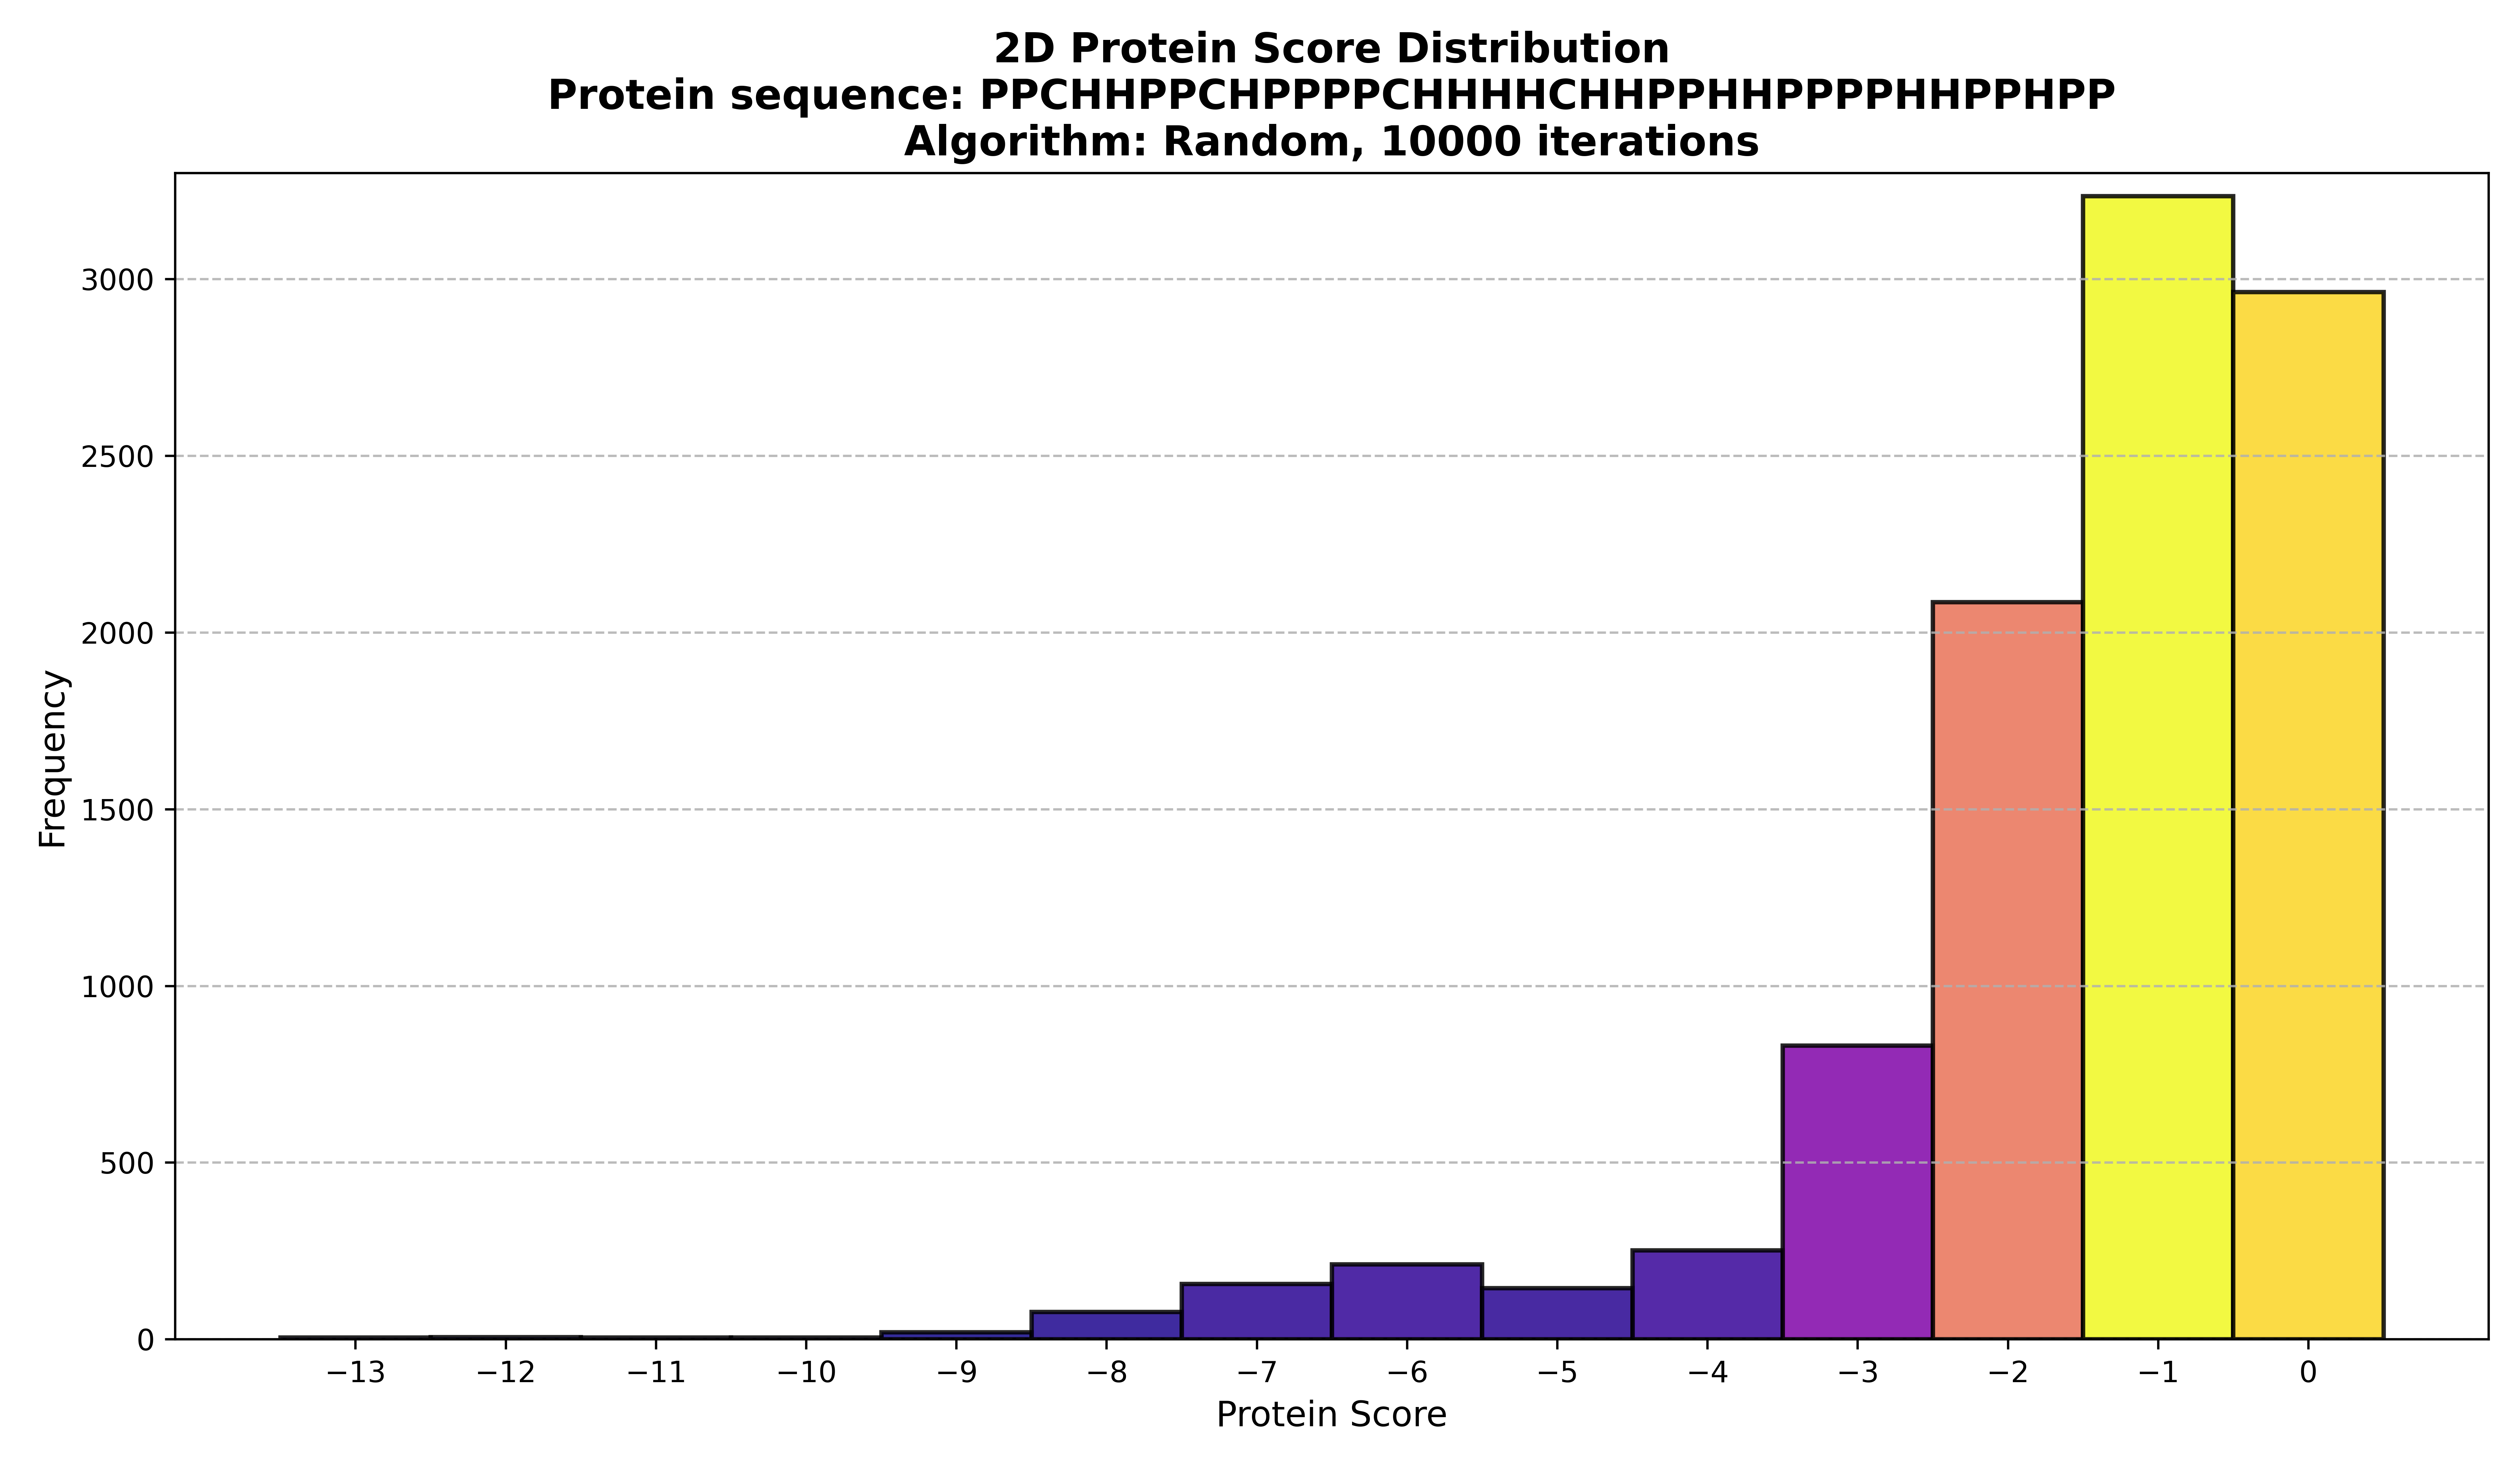 2D Protein Score Distribution
Protein sequence: PPCHHPPCHPPPPCHHHHCHHPPHHPPPPHHPPHPP
Algorithm: Random, 10000 iterations
Frequency
3000
2500
2000
1500
1000
500
0
−13 −12 −11 −10 −9 −8 −7 −6 −5 −4 −3 −2 −1 0
Protein Score